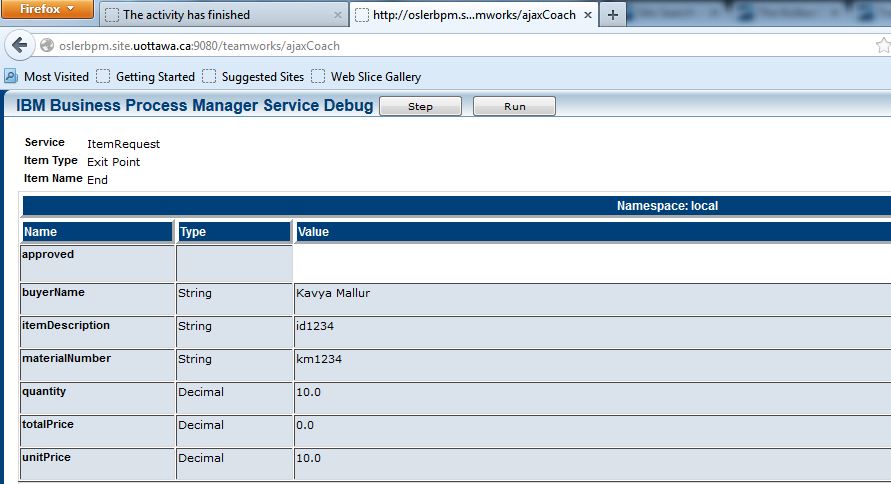 Firefox
The activity has finished
http://oslerbpm.s...mworks/ajaxCoach
oslerbpm.site.uottawa.ca:9080/teamworks/ajaxCoach
Most Visited Getting Started Suggested Sites Web Slice Gallery
IBM Business Process Manager Service Debug Step Run
Service ItemRequest
Item Type Exit Point
Item Name End
Namespace: local
Name Type Value
approved
buyerName String Kavya Mallur
itemDescription String id1234
materialNumber String km1234
quantity Decimal 10.0
totalPrice Decimal 0.0
unitPrice Decimal 10.0